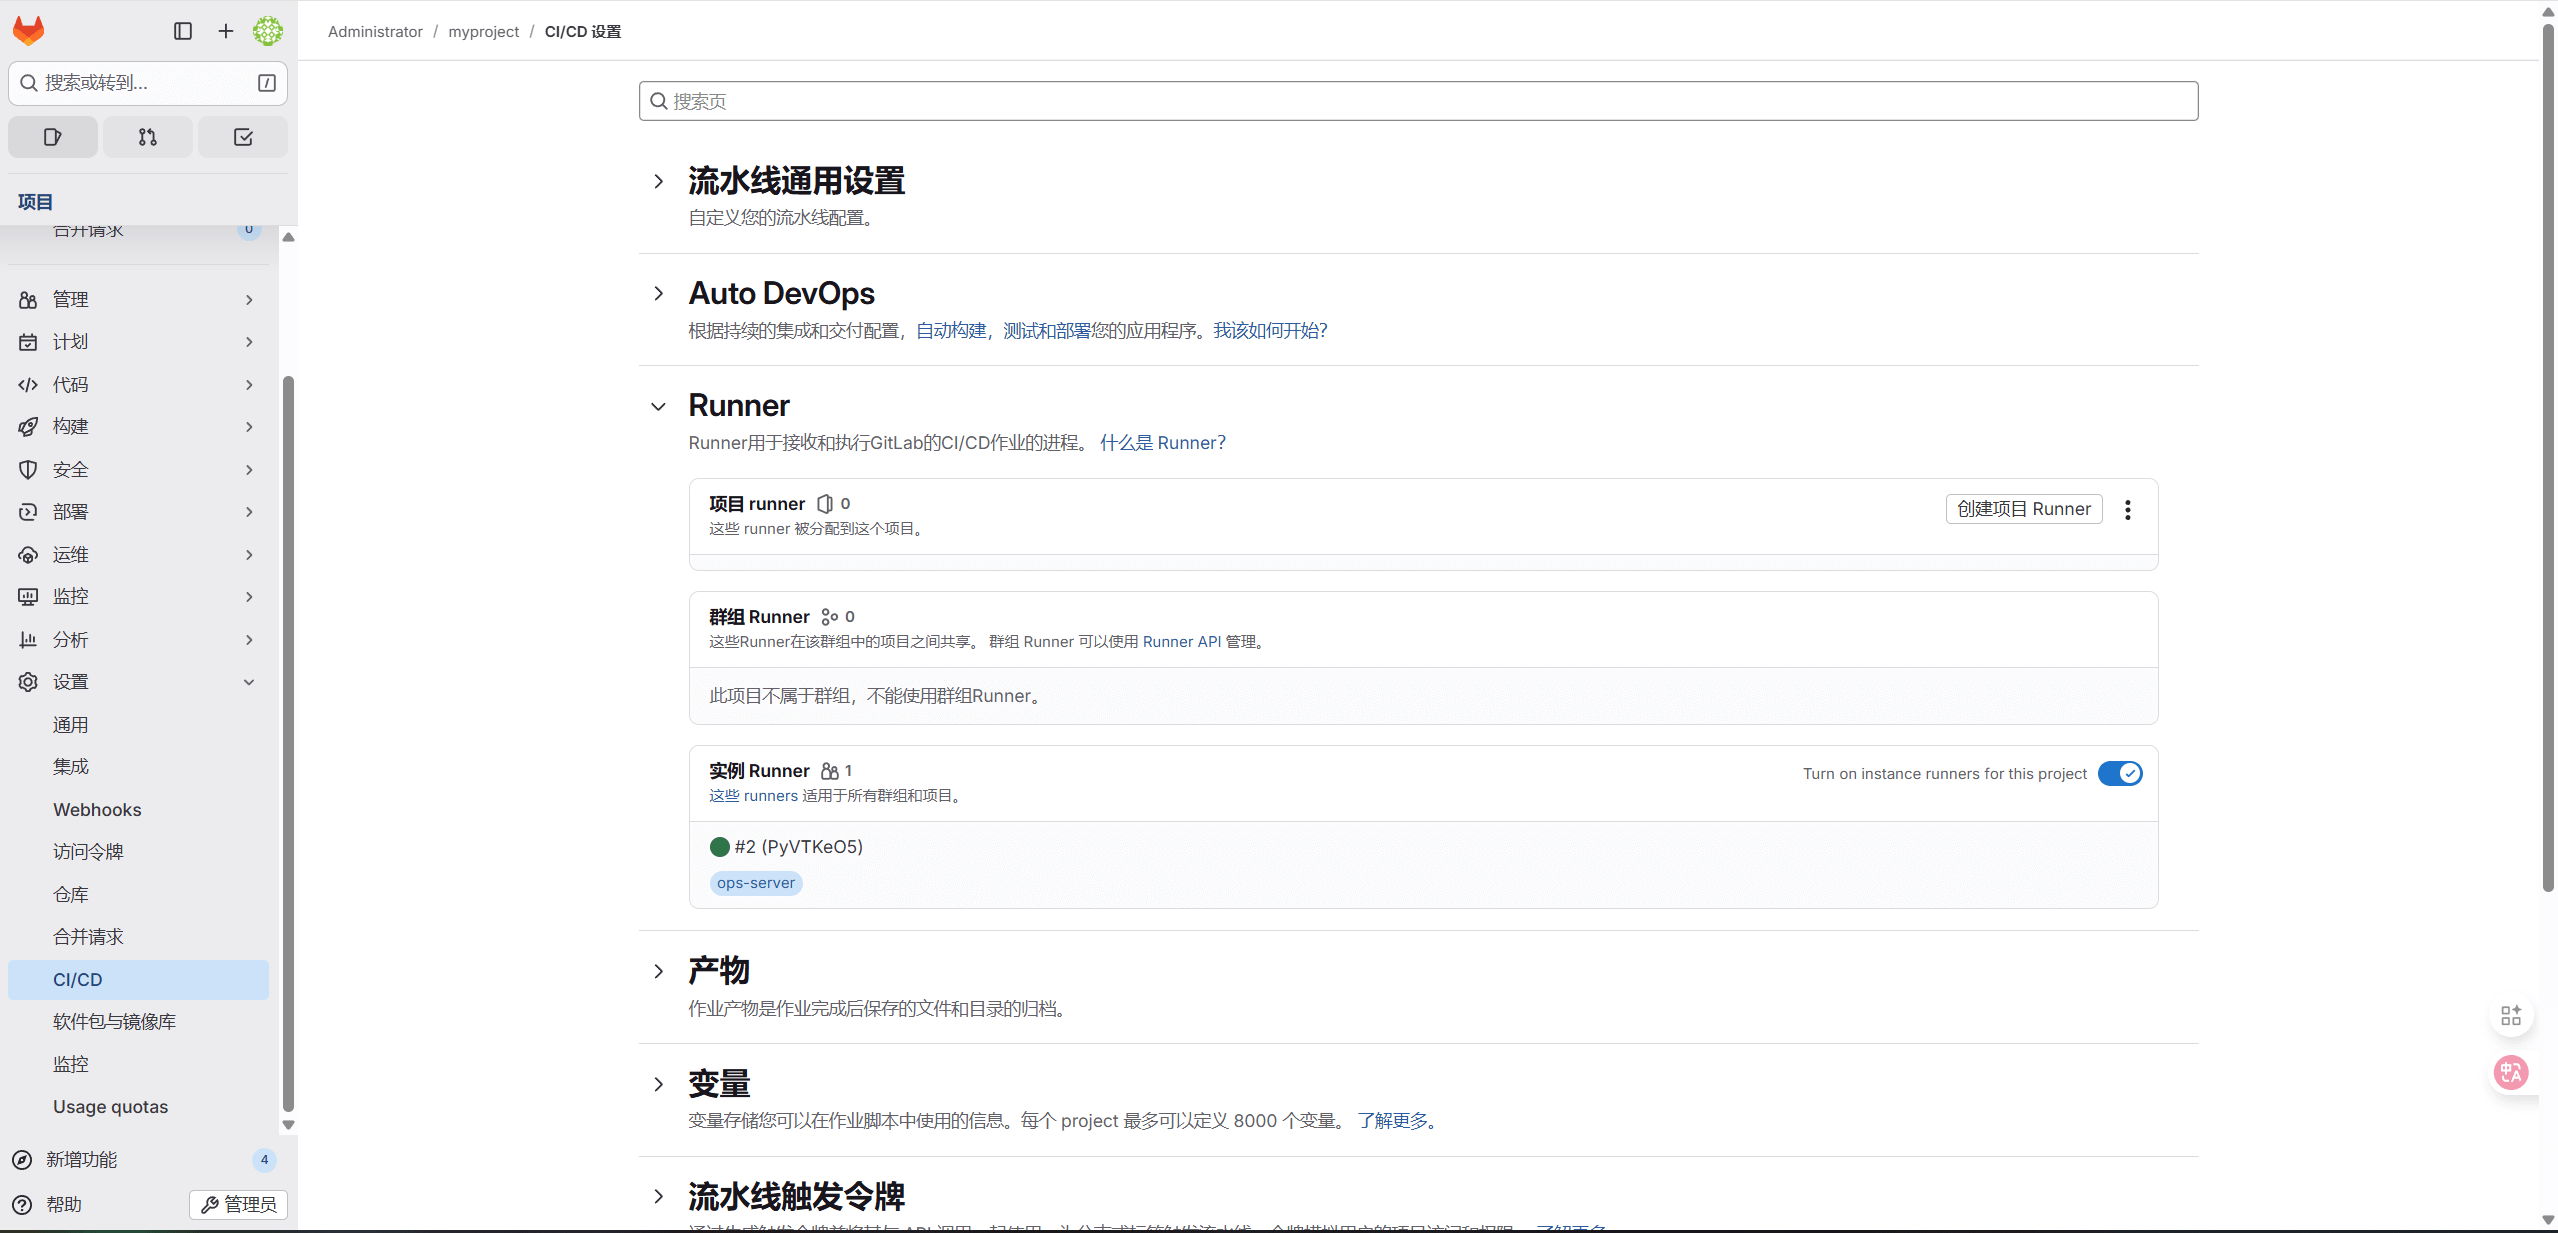 Administrator / myproject / CI/CD 设置
搜索或转到...
/
项目
合并请求
0
管理
计划
代码
构建
安全
部署
运维
监控
分析
设置
通用
集成
Webhooks
访问令牌
仓库
合并请求
CI/CD
软件包与镜像库
监控
Usage quotas
新增功能
4
帮助
管理员
搜索页
流水线通用设置
自定义您的流水线配置。
Auto DevOps
根据持续的集成和交付配置，自动构建，测试和部署您的应用程序。我该如何开始?
Runner
Runner用于接收和执行GitLab的CI/CD作业的进程。 什么是 Runner?
项目 runner 0
这些 runner 被分配到这个项目。
创建项目 Runner
群组 Runner 0
这些Runner在该群组中的项目之间共享。 群组 Runner 可以使用 Runner API 管理。
此项目不属于群组，不能使用群组Runner。
实例 Runner 1
这些 runners 适用于所有群组和项目。
Turn on instance runners for this project
#2 (PyVTKeO5)
ops-server
产物
作业产物是作业完成后保存的文件和目录的归档。
变量
变量存储您可以在作业脚本中使用的信息。每个 project 最多可以定义 8000 个变量。 了解更多。
流水线触发令牌